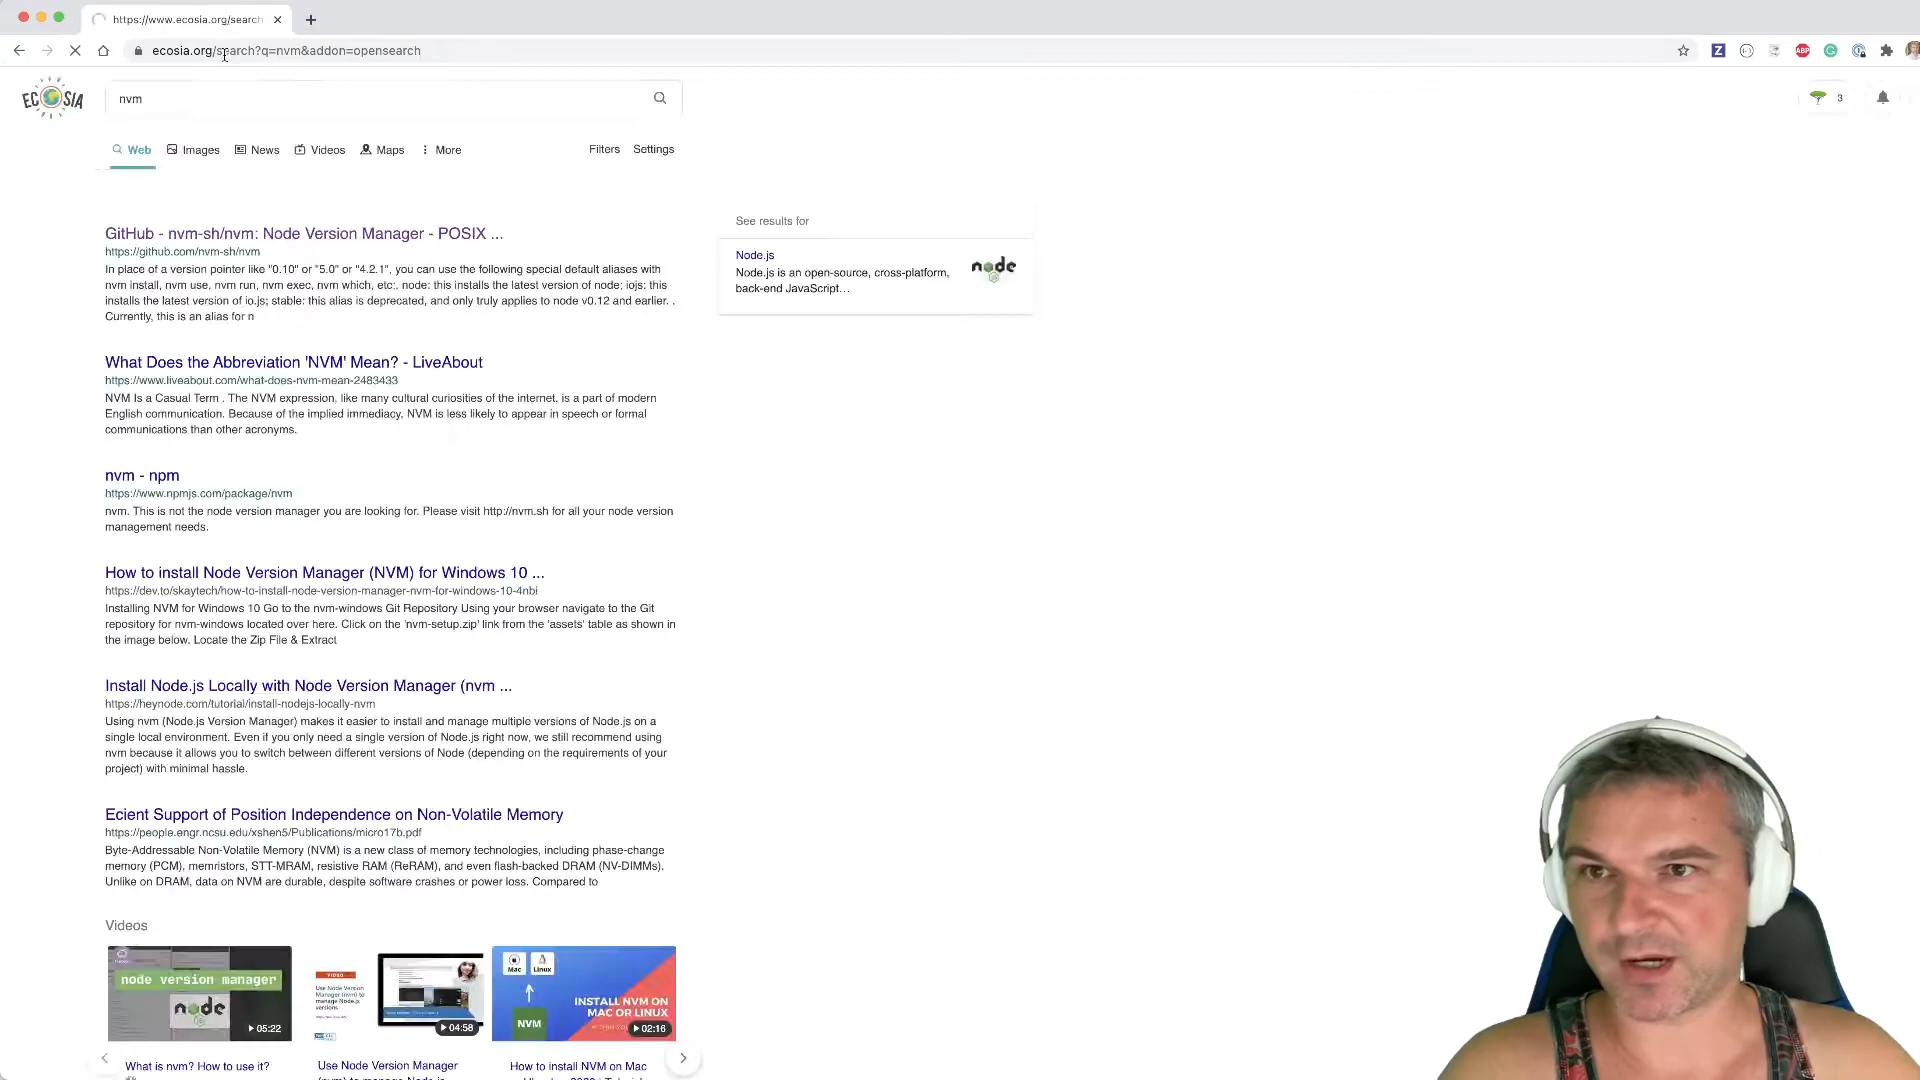 https://www.ecosia.org/search
ecosia.org/search?q=nvm&addon=opensearch
Z
ABP
ECOSIA
nvm
3
Web
Images
News
Videos
Maps
More
Filters
Settings
GitHub - nvm-sh/nvm: Node Version Manager - POSIX ...
https://github.com/nvm-sh/nvm
In place of a version pointer like "0.10" or "5.0" or "4.2.1", you can use the following special default aliases with
nvm install, nvm use, nvm run, nvm exec, nvm which, etc:. node: this installs the latest version of node; iojs: this
installs the latest version of io.js; stable: this alias is deprecated, and only truly applies to node v0.12 and earlier. .
Currently, this is an alias for n
See results for
Node.js
Node.js is an open-source, cross-platform,
back-end JavaScript...
node
What Does the Abbreviation 'NVM' Mean? - LiveAbout
https://www.liveabout.com/what-does-nvm-mean-2483433
NVM Is a Casual Term . The NVM expression, like many cultural curiosities of the internet, is a part of modern
English communication. Because of the implied immediacy, NVM is less likely to appear in speech or formal
communications than other acronyms.
nvm - npm
https://www.npmjs.com/package/nvm
nvm. This is not the node version manager you are looking for. Please visit http://nvm.sh for all your node version
management needs.
How to install Node Version Manager (NVM) for Windows 10 ...
https://dev.to/skaytech/how-to-install-node-version-manager-nvm-for-windows-10-4nbi
Installing NVM for Windows 10 Go to the nvm-windows Git Repository Using your browser navigate to the Git
repository for nvm-windows located over here. Click on the 'nvm-setup.zip' link from the 'assets' table as shown in
the image below. Locate the Zip File & Extract
Install Node.js Locally with Node Version Manager (nvm ...
https://heynode.com/tutorial/install-nodejs-locally-nvm
Using nvm (Node.js Version Manager) makes it easier to install and manage multiple versions of Node.js on a
single local environment. Even if you only need a single version of Node.js right now, we still recommend using
nvm because it allows you to switch between different versions of Node (depending on the requirements of your
project) with minimal hassle.
Ecient Support of Position Independence on Non-Volatile Memory
https://people.engr.ncsu.edu/xshen5/Publications/micro17b.pdf
Byte-Addressable Non-Volatile Memory (NVM) is a new class of memory technologies, including phase-change
memory (PCM), memristors, STT-MRAM, resistive RAM (ReRAM), and even flash-backed DRAM (NV-DIMMs).
Unlike on DRAM, data on NVM are durable, despite software crashes or power loss. Compared to
Videos
node version manager
node
05:22
VIDEO
Use Node Version
Manager (nvm) to
manage Node.js
versions
04:58
Mac
Linux
INSTALL NVM ON
MAC OR LINUX
NVM
02:16
What is nvm? How to use it?
Use Node Version Manager
How to install NVM on Mac